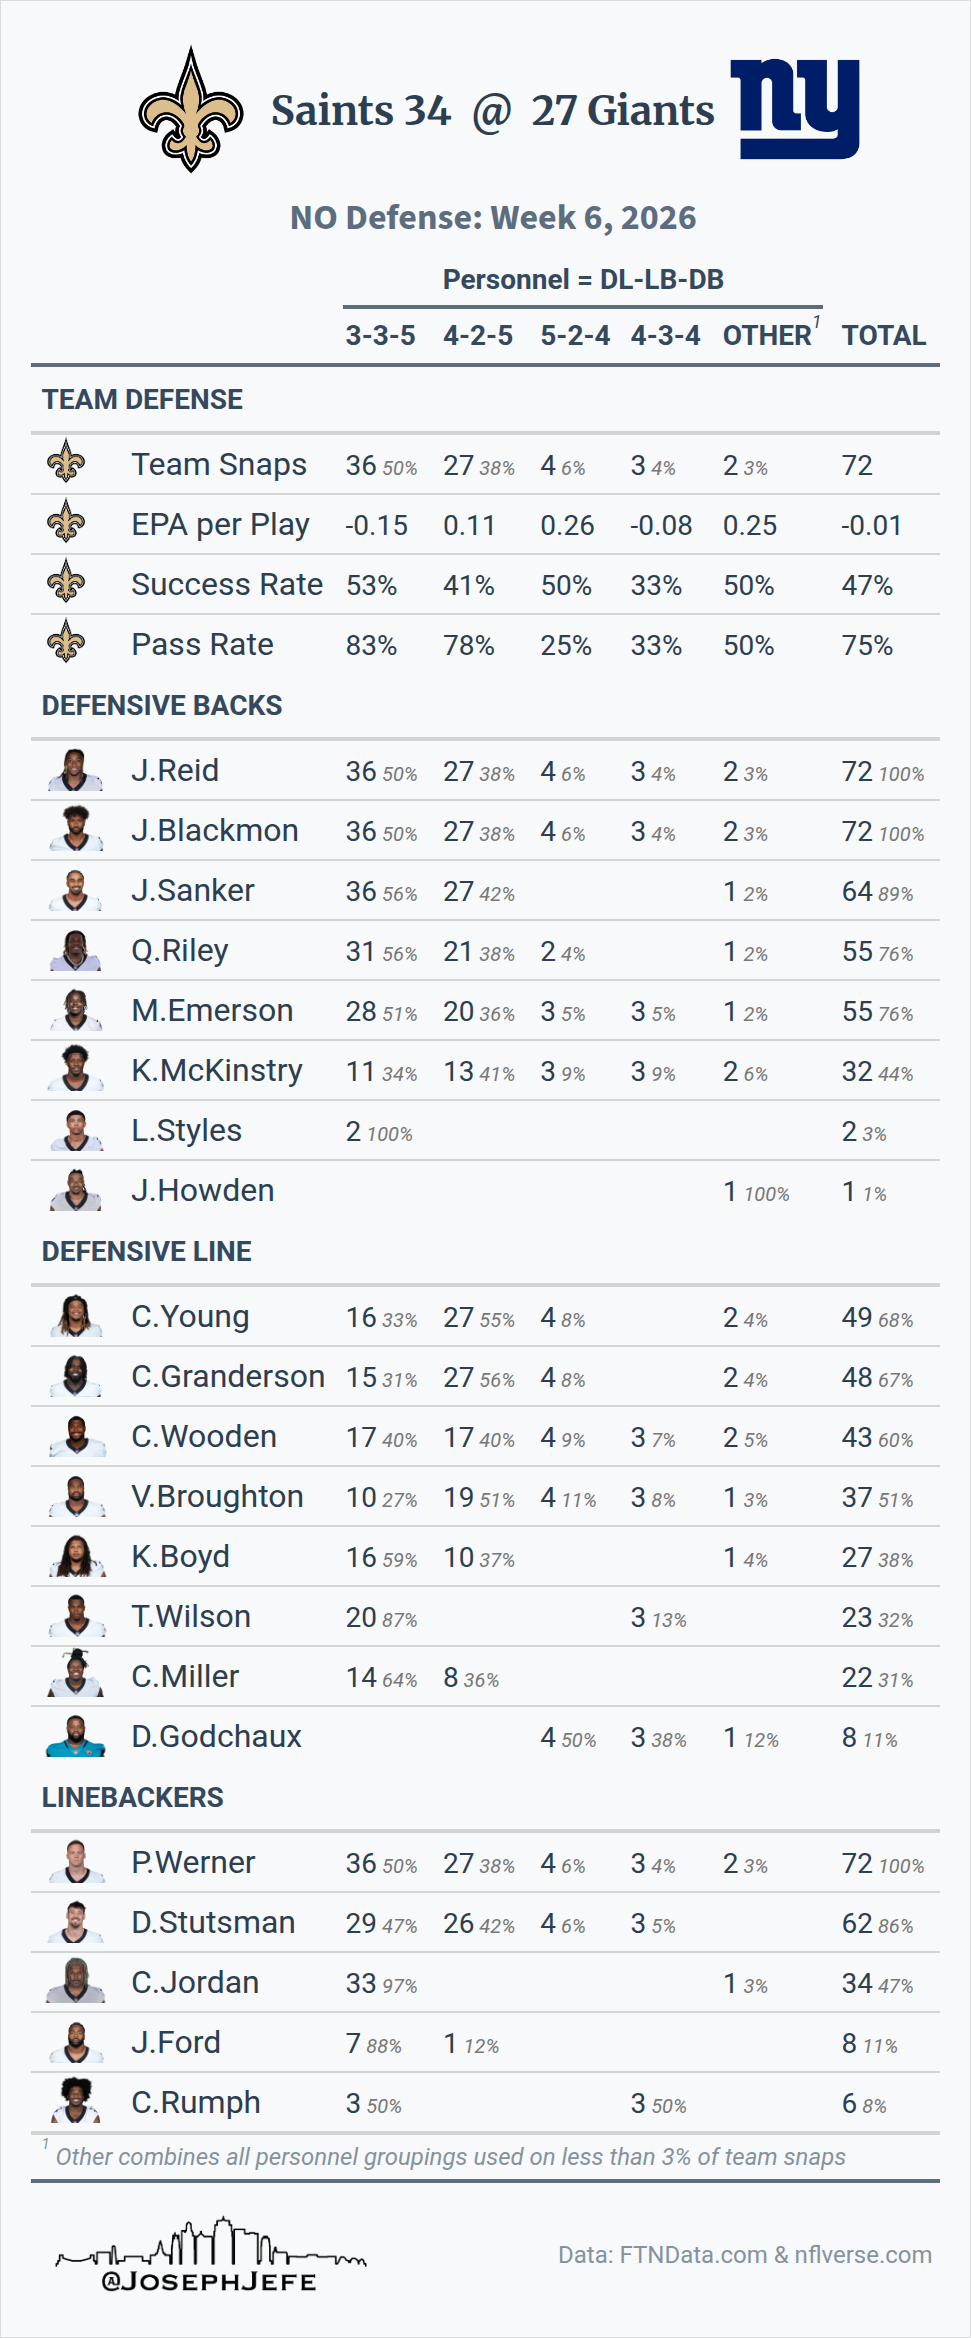 Saints 34 @ 27 Giants
ny
NO Defense: Week 6, 2026
Personnel = DL-LB-DB
3-3-5 4-2-5 5-2-4 4-3-4 OTHER1 TOTAL
TEAM DEFENSE
Team Snaps 36 50% 27 38% 4 6% 3 4% 2 3% 72
EPA per Play -0.15 0.11 0.26 -0.08 0.25 -0.01
Success Rate 53% 41% 50% 33% 50% 47%
Pass Rate 83% 78% 25% 33% 50% 75%
DEFENSIVE BACKS
J.Reid 36 50% 27 38% 4 6% 3 4% 2 3% 72 100%
J.Blackmon 36 50% 27 38% 4 6% 3 4% 2 3% 72 100%
J.Sanker 36 56% 27 42% 1 2% 64 89%
Q.Riley 31 56% 21 38% 2 4% 1 2% 55 76%
M.Emerson 28 51% 20 36% 3 5% 3 5% 1 2% 55 76%
K.McKinstry 11 34% 13 41% 3 9% 3 9% 2 6% 32 44%
L.Styles 2 100% 2 3%
J.Howden 1 100% 1 1%
DEFENSIVE LINE
C.Young 16 33% 27 55% 4 8% 2 4% 49 68%
C.Granderson 15 31% 27 56% 4 8% 2 4% 48 67%
C.Wooden 17 40% 17 40% 4 9% 3 7% 2 5% 43 60%
V.Broughton 10 27% 19 51% 4 11% 3 8% 1 3% 37 51%
K.Boyd 16 59% 10 37% 1 4% 27 38%
T.Wilson 20 87% 3 13% 23 32%
C.Miller 14 64% 8 36% 22 31%
D.Godchaux 4 50% 3 38% 1 12% 8 11%
LINEBACKERS
P.Werner 36 50% 27 38% 4 6% 3 4% 2 3% 72 100%
D.Stutsman 29 47% 26 42% 4 6% 3 5% 62 86%
C.Jordan 33 97% 1 3% 34 47%
J.Ford 7 88% 1 12% 8 11%
C.Rumph 3 50% 3 50% 6 8%
1 Other combines all personnel groupings used on less than 3% of team snaps
@JosephJefe
Data: FTNData.com & nflverse.com